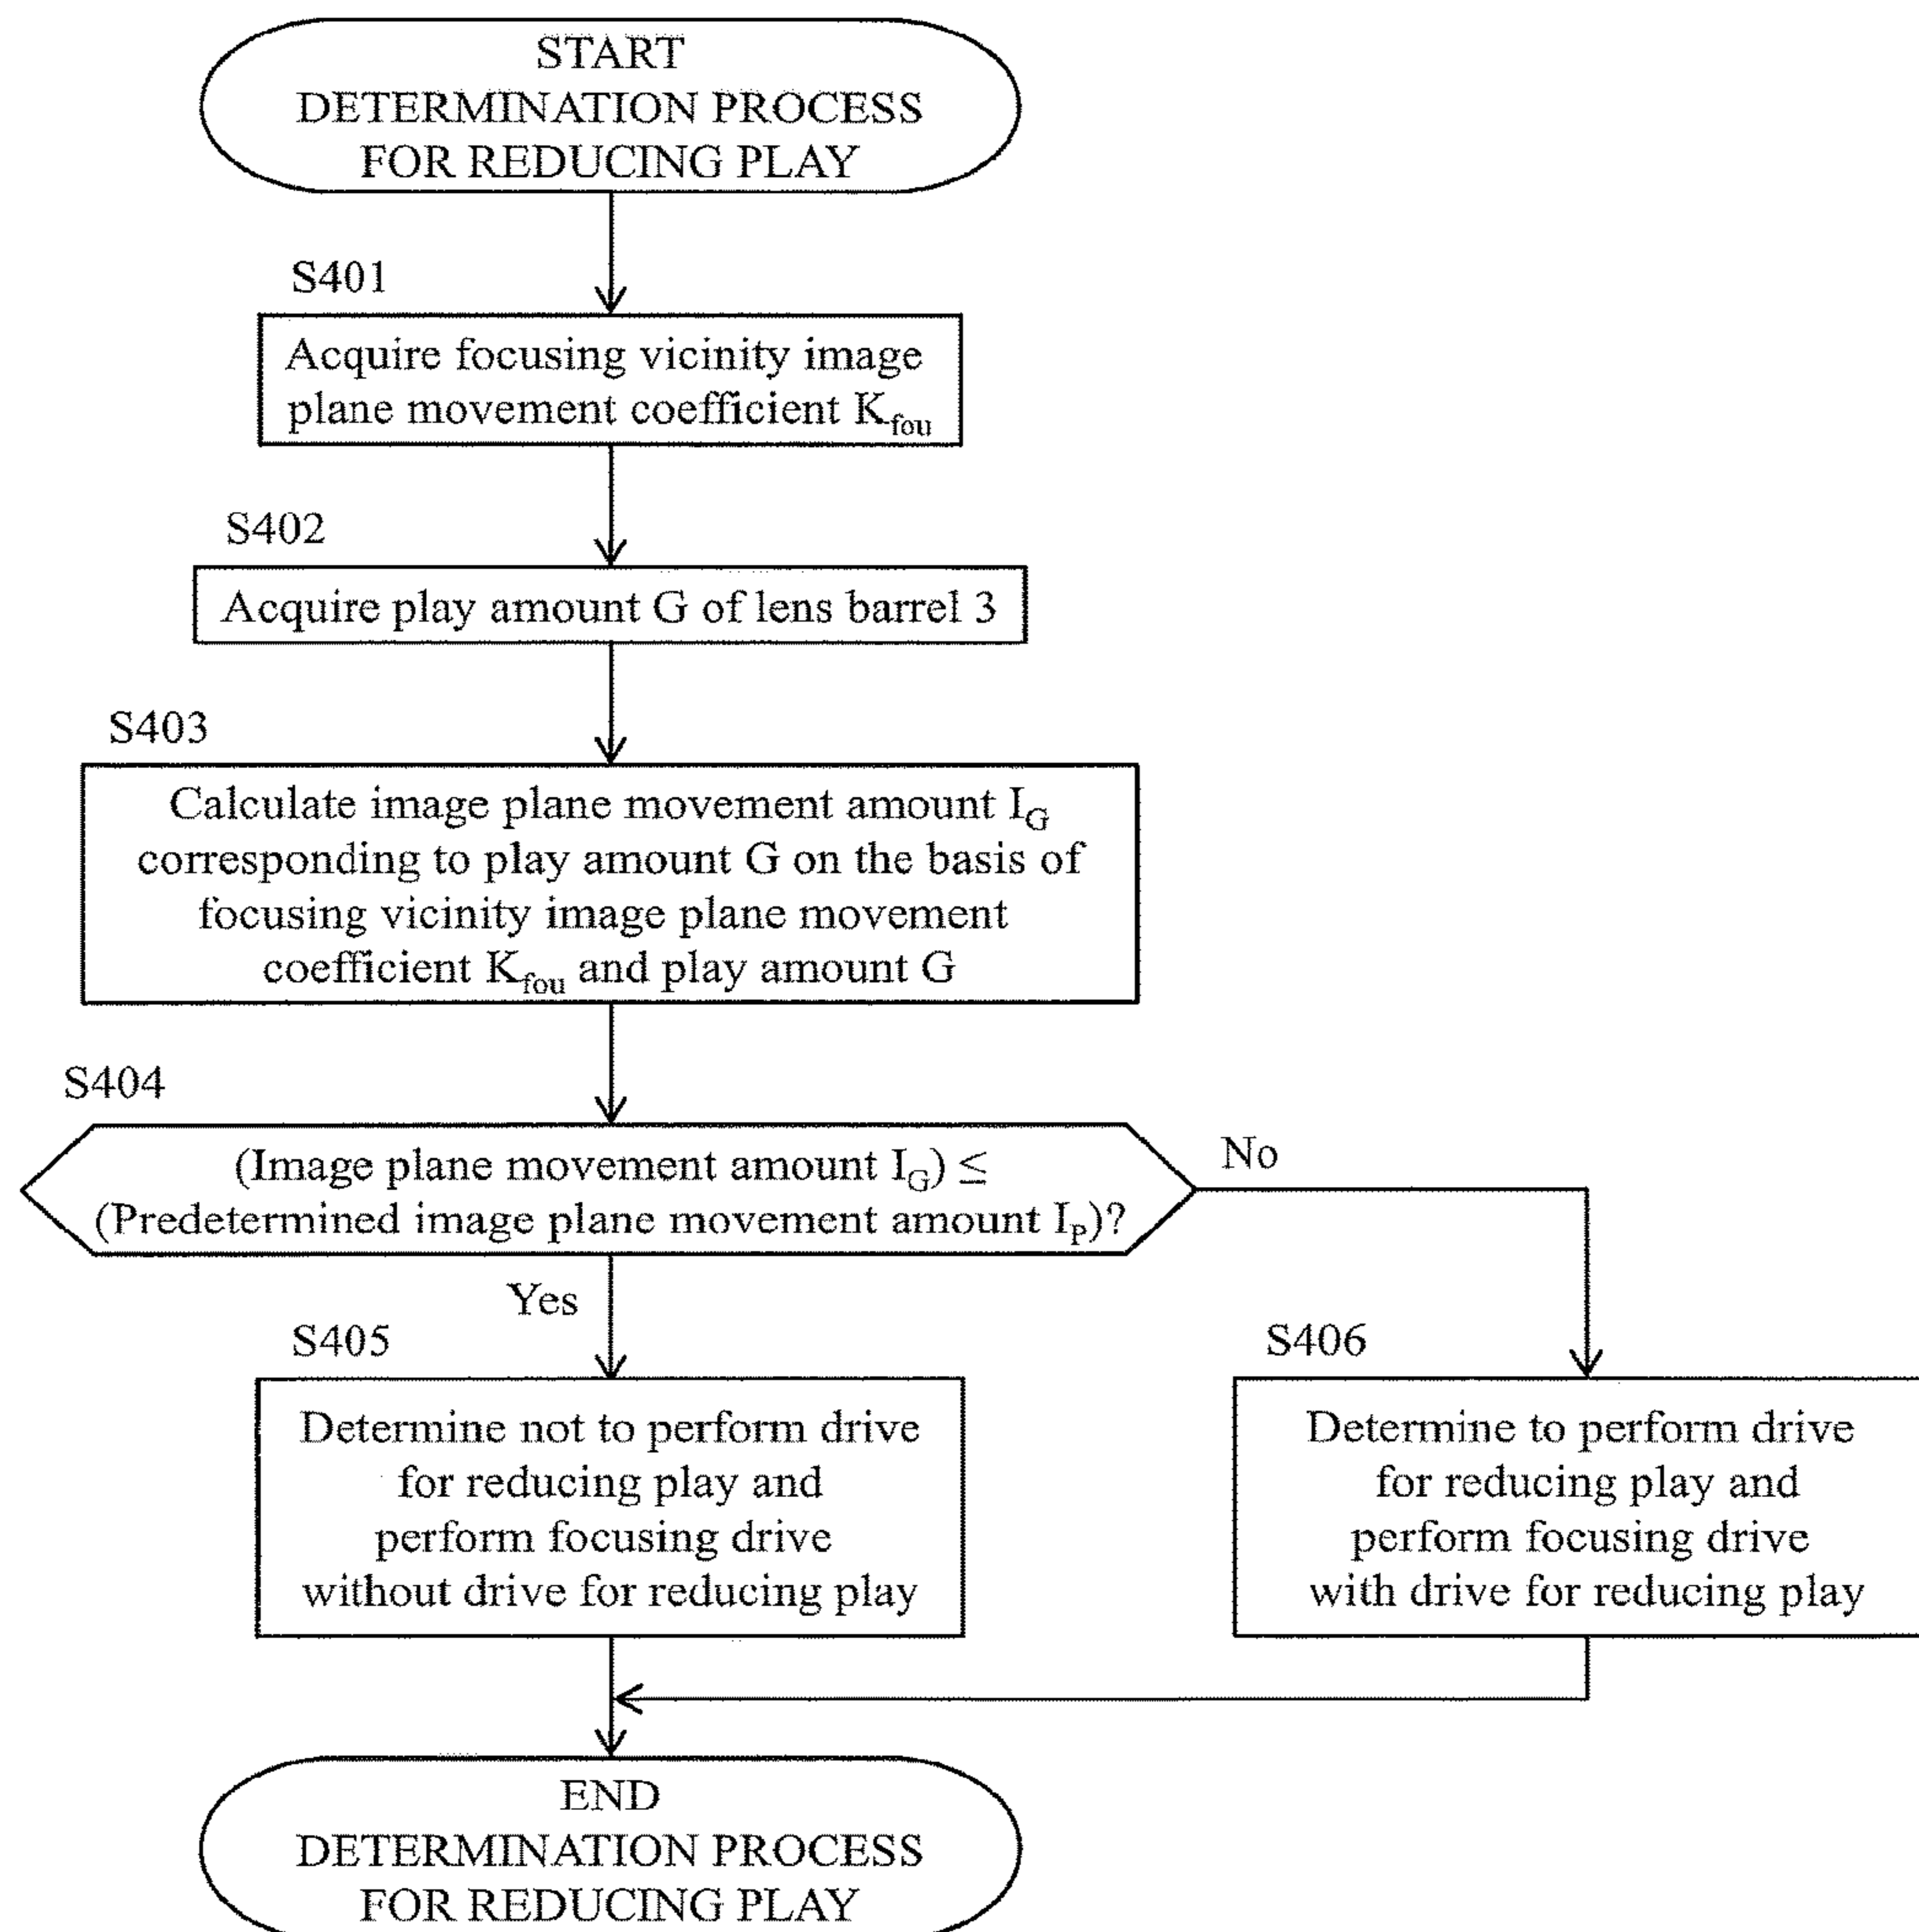 START
DETERMINATION PROCESS
FOR REDUCING PLAY
S401
Acquire focusing vicinity image
plane movement coefficient K_fou
S402
Acquire play amount G of lens barrel 3
S403
Calculate image plane movement amount I_G
corresponding to play amount G on the basis of
focusing vicinity image plane movement
coefficient K_fou and play amount G
S404
(Image plane movement amount I_G) ≤
(Predetermined image plane movement amount I_P)?
No
Yes
S405
Determine not to perform drive
for reducing play and
perform focusing drive
without drive for reducing play
S406
Determine to perform drive
for reducing play and
perform focusing drive
with drive for reducing play
END
DETERMINATION PROCESS
FOR REDUCING PLAY